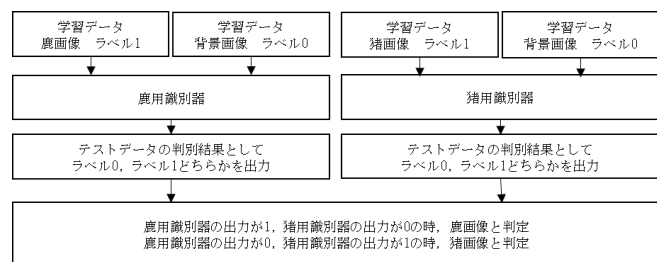 学習データ
鹿画像 ラベル1
学習データ
背景画像 ラベル0
学習データ
猪画像 ラベル1
学習データ
背景画像 ラベル0
鹿用識別器
猪用識別器
テストデータの判別結果として
ラベル0, ラベル1どちらかを出力
テストデータの判別結果として
ラベル0, ラベル1どちらかを出力
鹿用識別器の出力が1, 猪用識別器の出力が0の時, 鹿画像と判定
鹿用識別器の出力が0, 猪用識別器の出力が1の時, 猪画像と判定